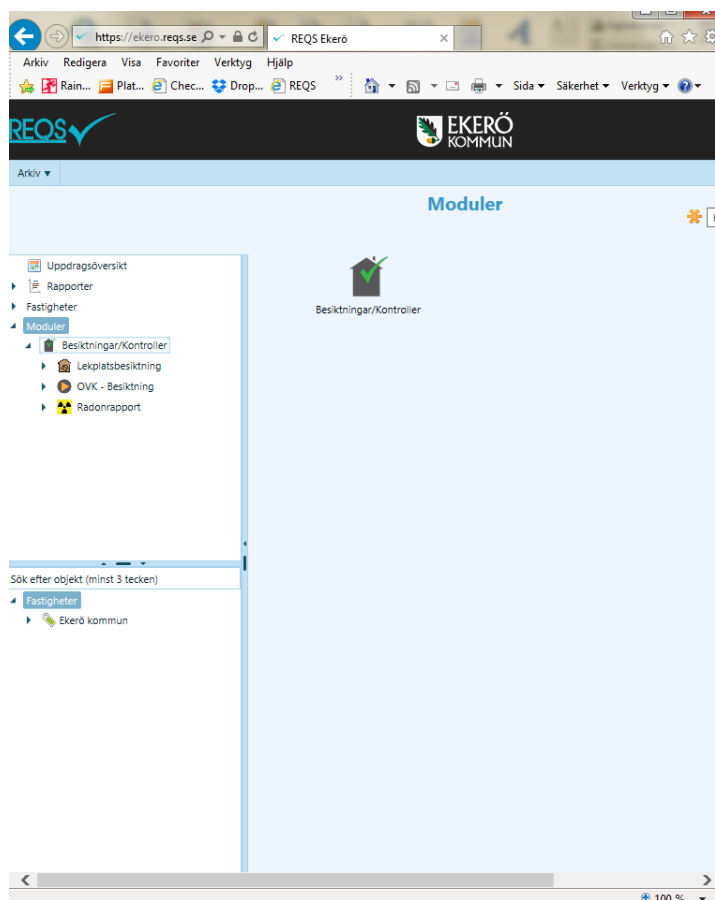 https://ekero.reqs.se
REQS Ekerö
Arkiv Redigera Visa Favoriter Verktyg Hjälp
Rain... Plat... Chec... Drop... REQS » Sida Säkerhet Verktyg
REQS
EKERÖ
KOMMUN
Arkiv
Moduler
Uppdragsöversikt
Rapporter
Fastigheter
Moduler
Besiktningar/Kontroller
Lekplatsbesiktning
OVK - Besiktning
Radonrapport
Besiktningar/Kontroller
Sök efter objekt (minst 3 tecken)
Fastigheter
Ekerö kommun
100 %